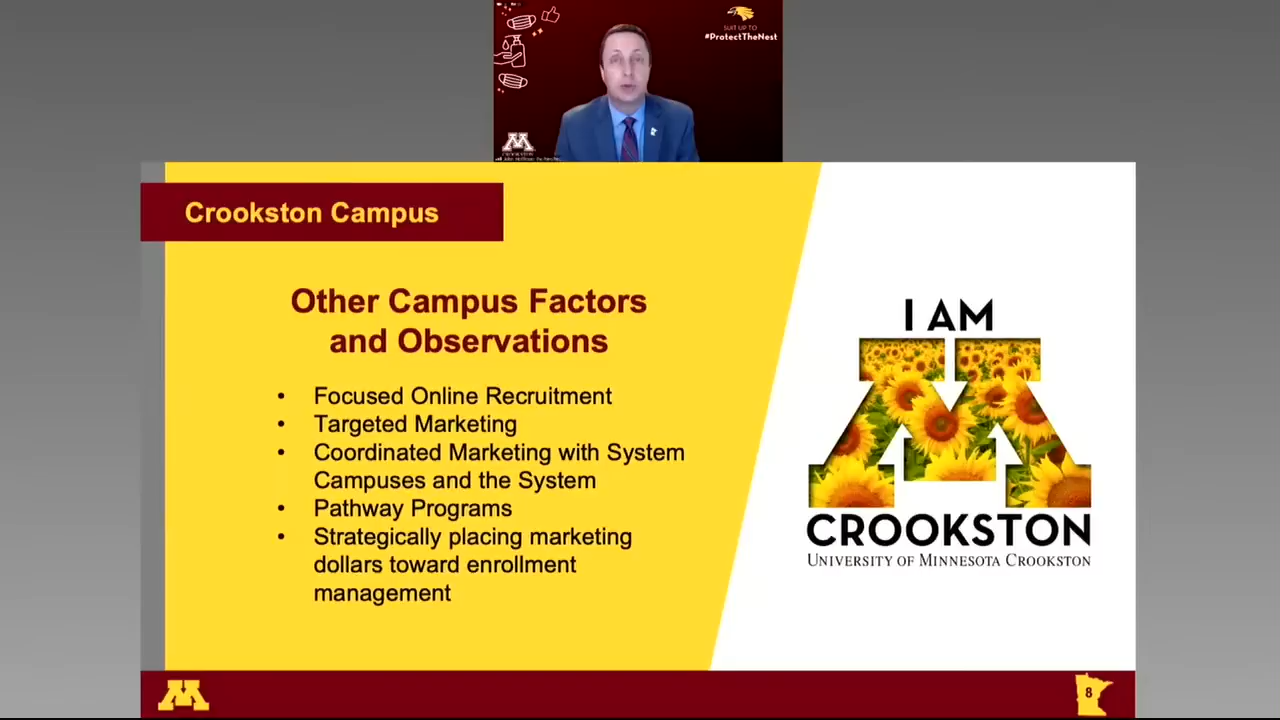 SUIT UP TO
#ProtectTheNest
Crookston Campus
Other Campus Factors
and Observations
• Focused Online Recruitment
• Targeted Marketing
• Coordinated Marketing with System
Campuses and the System
• Pathway Programs
• Strategically placing marketing
dollars toward enrollment
management
I AM
M
CROOKSTON
UNIVERSITY OF MINNESOTA CROOKSTON
M
8